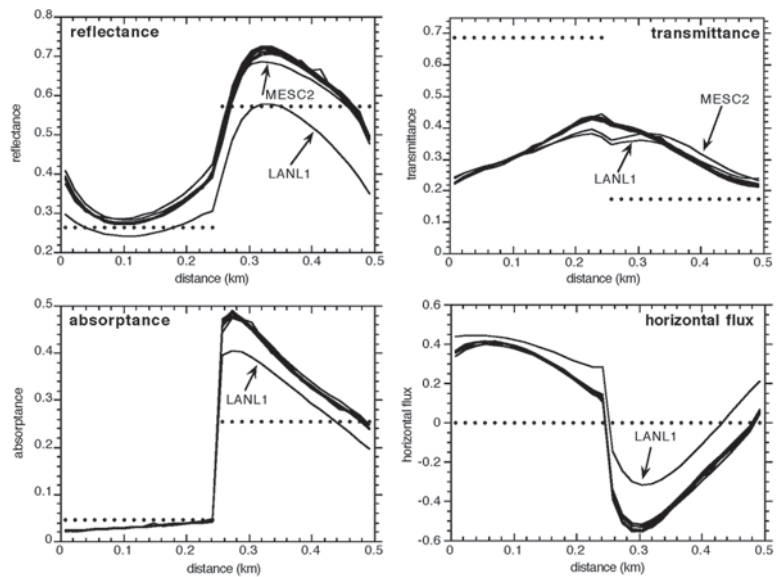 reflectance
0.8
0.7
0.6
0.5
0.4
0.3
0.2
reflectance
MESC2
LANL1
0 0.1 0.2 0.3 0.4 0.5
distance (km)
transmittance
0.7
0.6
0.5
0.4
0.3
0.2
0.1
0
transmittance
MESC2
LANL1
0 0.1 0.2 0.3 0.4 0.5
distance (km)
absorptance
0.5
0.4
0.3
0.2
0.1
0
absorptance
LANL1
0 0.1 0.2 0.3 0.4 0.5
distance (km)
horizontal flux
0.6
0.4
0.2
0
-0.2
-0.4
-0.6
horizontal flux
LANL1
0 0.1 0.2 0.3 0.4 0.5
distance (km)